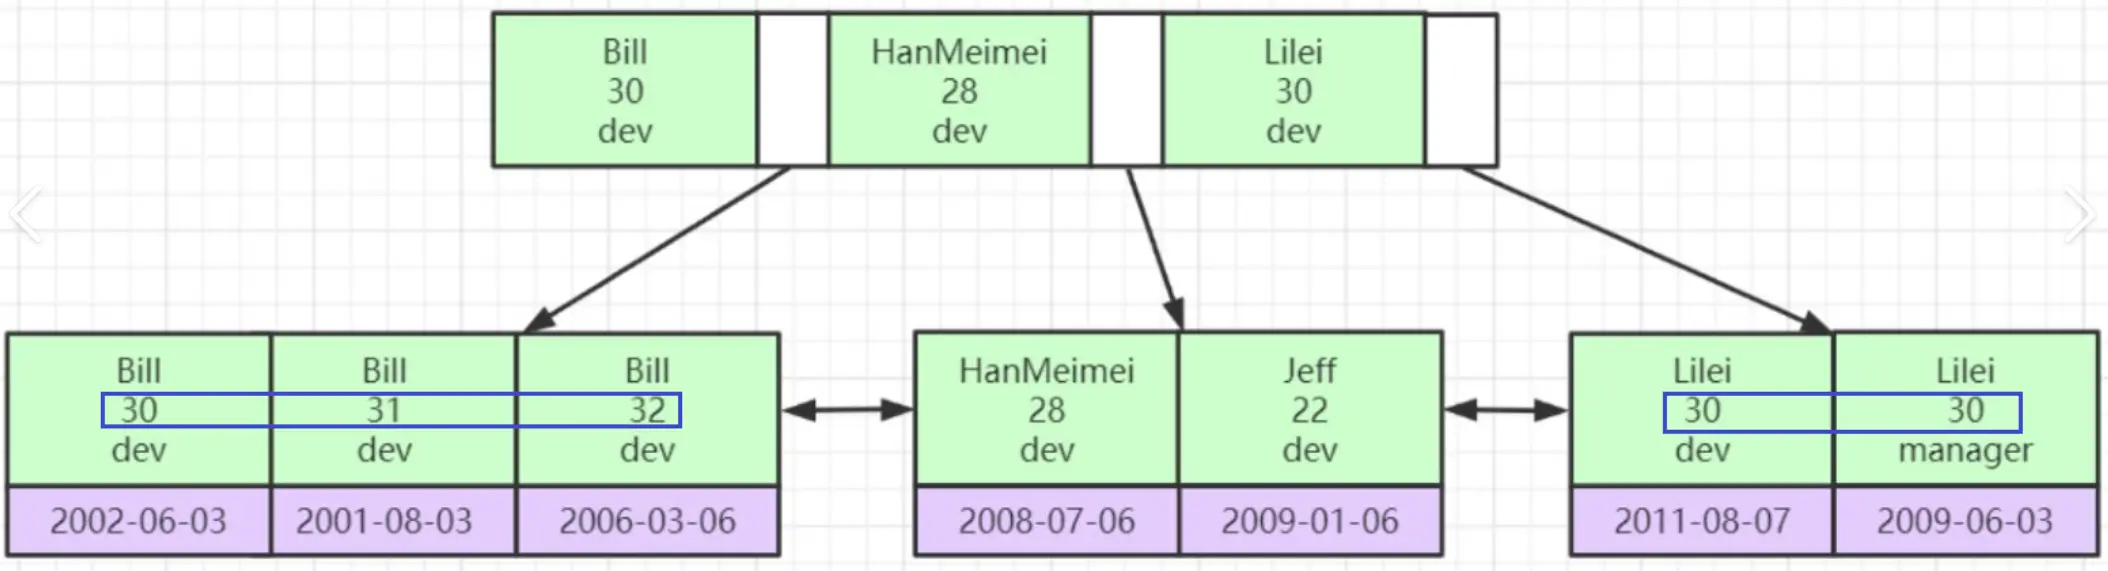 Bill
30
dev
HanMeimei
28
dev
Lilei
30
dev
Bill
30
dev
2002-06-03
Bill
31
dev
2001-08-03
Bill
32
dev
2006-03-06
HanMeimei
28
dev
2008-07-06
Jeff
22
dev
2009-01-06
Lilei
30
dev
2011-08-07
Lilei
30
manager
2009-06-03